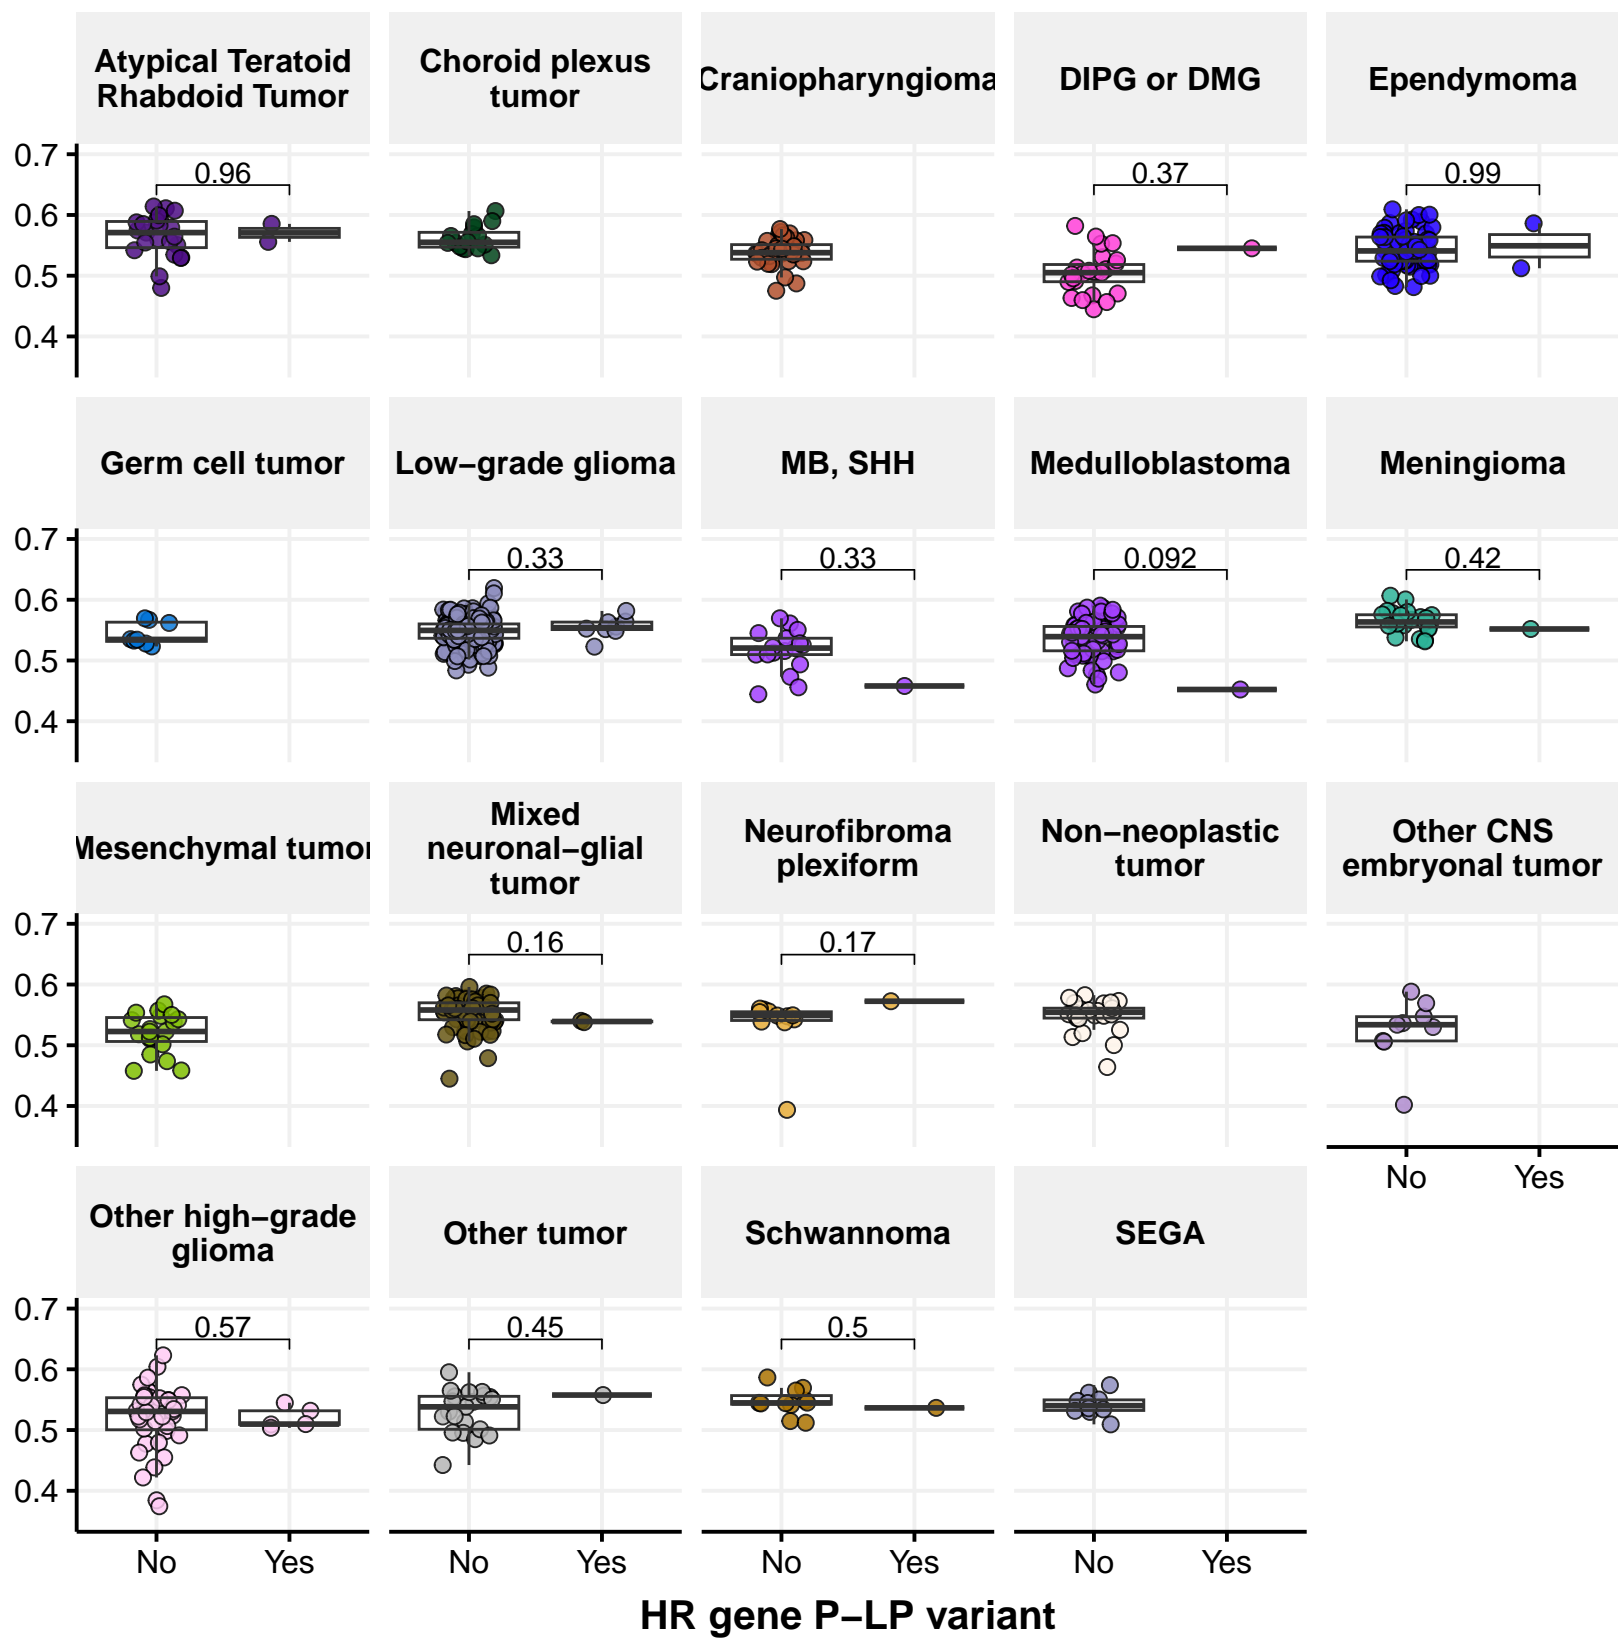 Atypical Teratoid
Rhabdoid Tumor
Choroid plexus
tumor
Craniopharyngioma
DIPG or DMG
Ependymoma
0.7
0.6
0.5
0.4
0.96
0.37
0.99
Germ cell tumor
Low–grade glioma
MB, SHH
Medulloblastoma
Meningioma
0.7
0.6
0.5
0.4
0.33
0.33
0.092
0.42
Mesenchymal tumor
Mixed
neuronal–glial
tumor
Neurofibroma
plexiform
Non–neoplastic
tumor
Other CNS
embryonal tumor
0.7
0.6
0.5
0.4
0.16
0.17
No Yes
Other high–grade
glioma
Other tumor
Schwannoma
SEGA
0.7
0.6
0.5
0.4
0.57
0.45
0.5
No Yes No Yes No Yes No Yes
HR gene P–LP variant